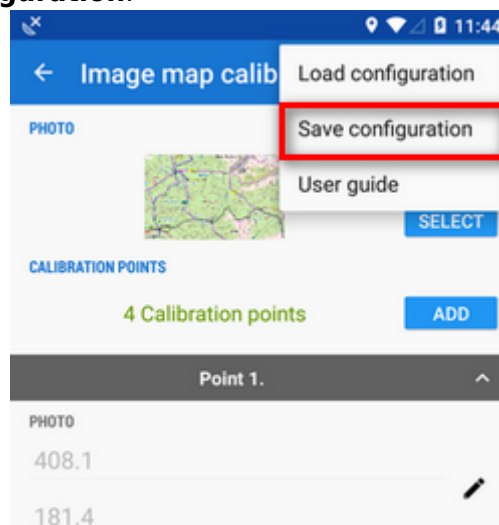 guration.
11:44
Image map calib
Load configuration
PHOTO
Save configuration
User guide
SELECT
CALIBRATION POINTS
4 Calibration points
ADD
Point 1.
PHOTO
408.1
181.4